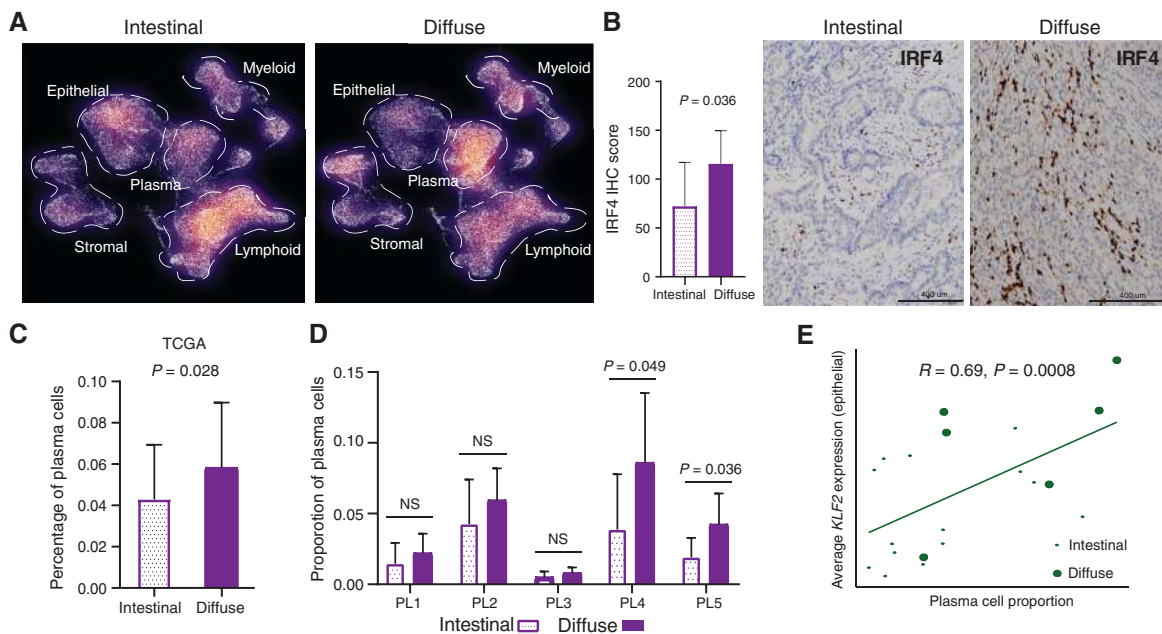 A
Intestinal
Diffuse
Epithelial
Myeloid
Plasma
Stromal
Lymphoid
Epithelial
Myeloid
Plasma
Stromal
Lymphoid
B
Intestinal
Diffuse
IRF4 IHC score
200
150
100
50
0
P = 0.036
Intestinal
Diffuse
IRF4
400 um
IRF4
400 um
C
TCGA
P = 0.028
Percentage of plasma cells
0.10
0.08
0.06
0.04
0.02
0.00
Intestinal
Diffuse
D
Proporotion of plasma cells
0.15
0.10
0.05
0.00
NS
NS
NS
P = 0.049
P = 0.036
PL1
PL2
PL3
PL4
PL5
Intestinal
Diffuse
E
R = 0.69, P = 0.0008
Average KLF2 expression (epithelial)
Intestinal
Diffuse
Plasma cell proportion